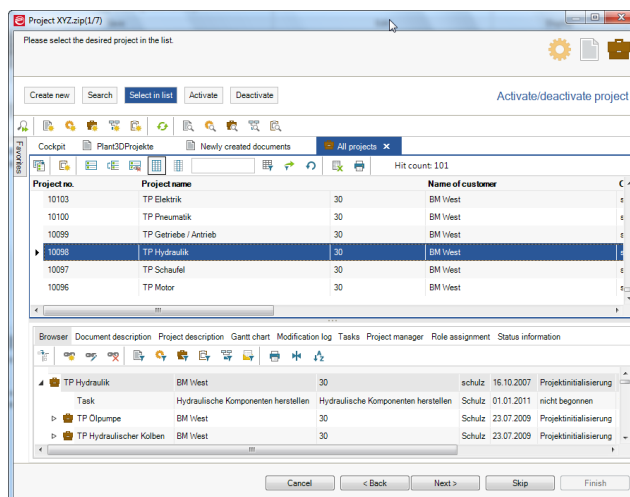 Project XYZ.zip(1/7)
Please select the desired project in the list.
Create new Search Select in list Activate Deactivate Activate/deactivate project
Favorites
Cockpit Plant3DProjekte Newly created documents All projects
Hit count: 101
Project no. Project name Name of customer C
10103 TP Elektrik 30 BM West s
10100 TP Pneumatik 30 BM West s
10099 TP Getriebe / Antrieb 30 BM West s
10098 TP Hydraulik 30 BM West s
10097 TP Schaufel 30 BM West s
10096 TP Motor 30 BM West s
Browser Document description Project description Gantt chart Modification log Tasks Project manager Role assignment Status information
TP Hydraulik BM West 30 schulz 16.10.2007 Projektinitialisierung
Task Hydraulische Komponenten herstellen Hydraulische Komponenten herstellen Schulz 01.01.2011 nicht begonnen
TP Ölpumpe BM West 30 Schulz 23.07.2009 Projektinitialisierung
TP Hydraulischer Kolben BM West 30 Schulz 23.07.2009 Projektinitialisierung
Cancel < Back Next > Skip Finish